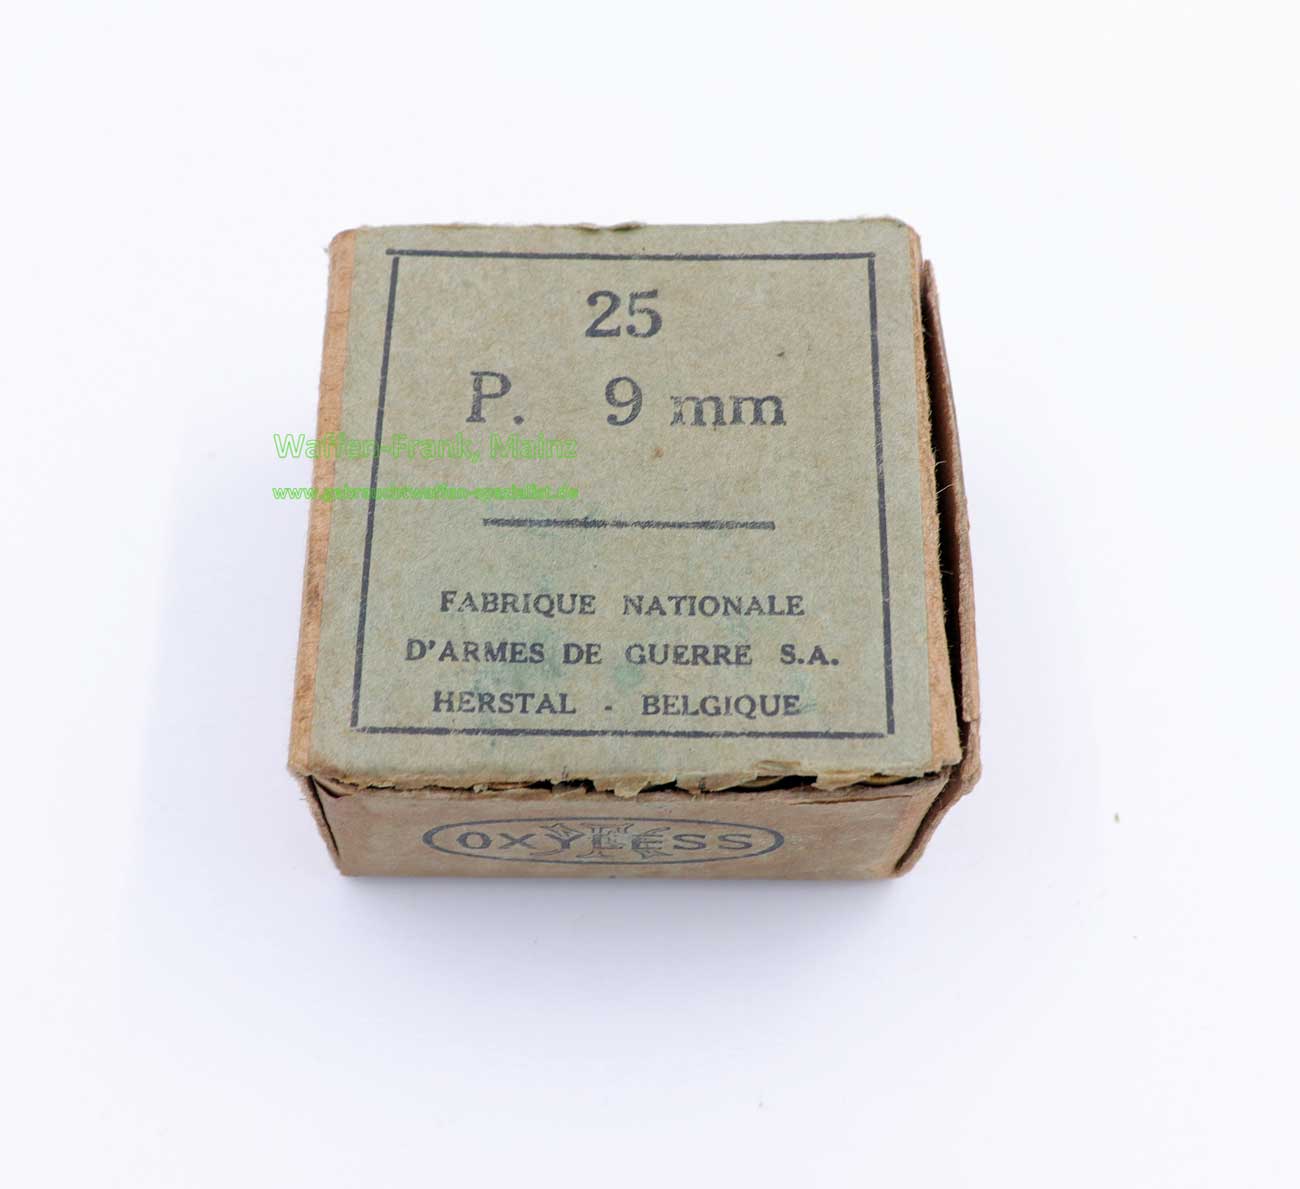 25
P. 9 mm
Waffen-Frank, Mainz
www.gebrauchtwaffen-spezialist.de
FABRIQUE NATIONALE
D'ARMES DE GUERRE S.A.
HERSTAL - BELGIQUE
OXYLESS